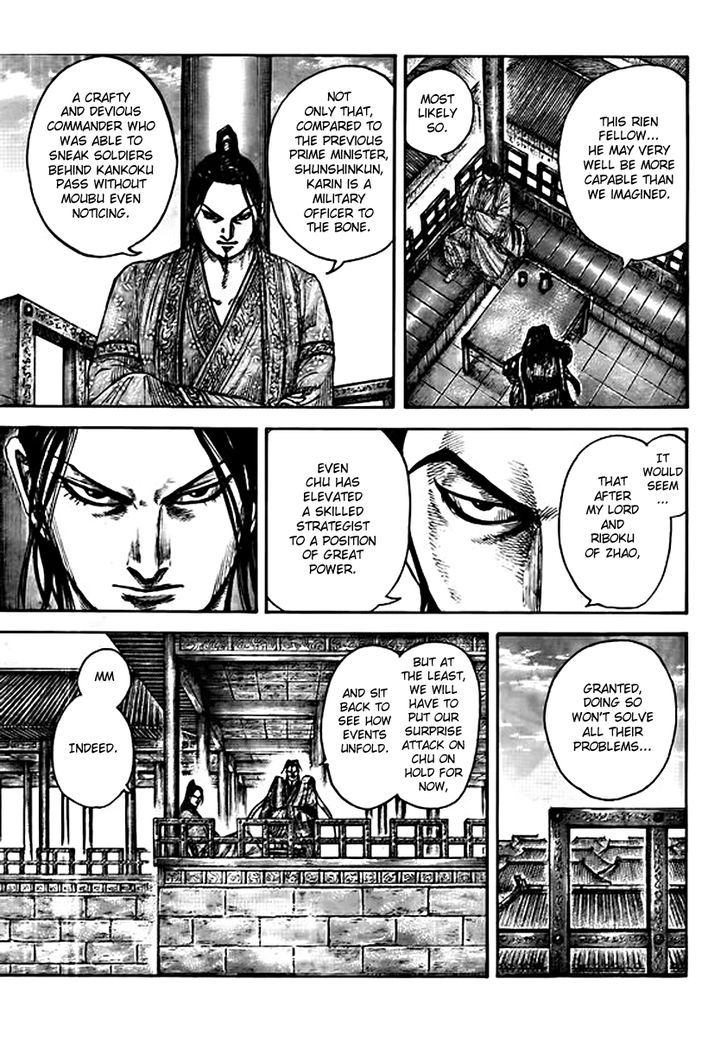 THIS RIEN
FELLOW...
HE MAY VERY
WELL BE MORE
CAPABLE THAN
WE IMAGINED.
MOST
LIKELY
SO.
NOT
ONLY THAT,
COMPARED TO
THE PREVIOUS
PRIME MINISTER,
SHUNSHINKUN,
KARIN IS A
MILITARY
OFFICER TO
THE BONE.
A CRAFTY
AND DEVIOUS
COMMANDER WHO
WAS ABLE TO
SNEAK SOLDIERS
BEHIND KANKOKU
PASS WITHOUT
MOUBU EVEN
NOTICING.
IT
WOULD
SEEM
...
THAT
AFTER
MY LORD
AND
RIBOKU
OF ZHAO,
EVEN
CHU HAS
ELEVATED
A SKILLED
STRATEGIST
TO A POSITION
OF GREAT
POWER.
GRANTED,
DOING SO
WON'T SOLVE
ALL THEIR
PROBLEMS...
BUT AT
THE LEAST,
WE WILL
HAVE TO
PUT OUR
SURPRISE
ATTACK ON
CHU ON
HOLD FOR
NOW,
AND SIT
BACK TO
SEE HOW
EVENTS
UNFOLD.
MM
INDEED.